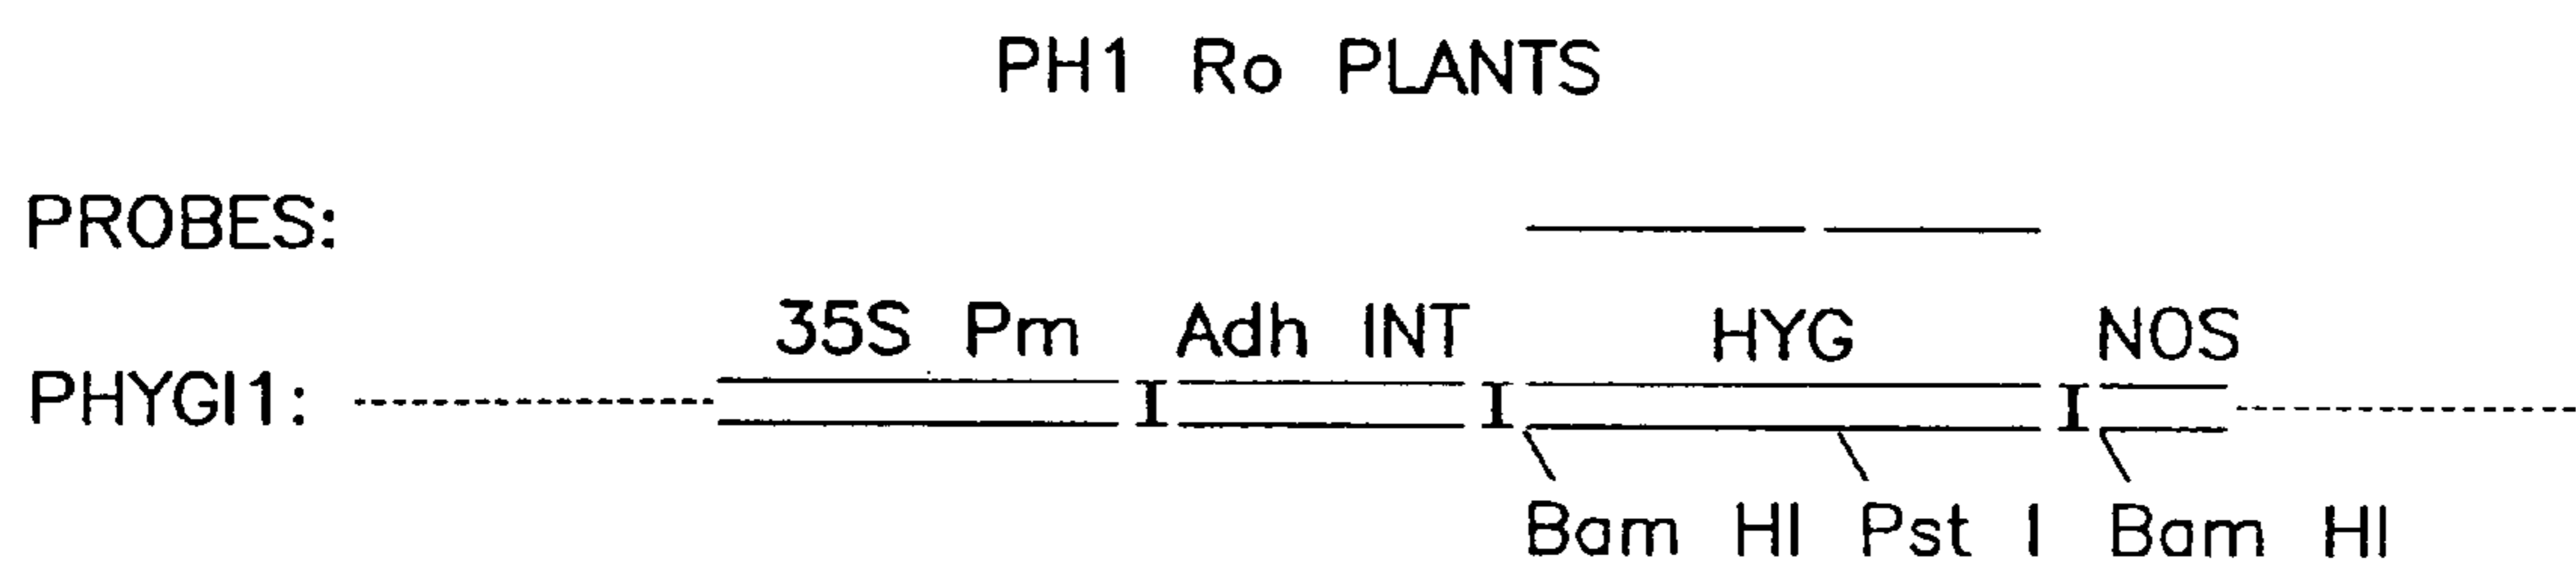 PH1 Ro PLANTS
PROBES:
35S Pm Adh INT HYG NOS
PHYGI1: I I I
Bam HI Pst I Bam HI